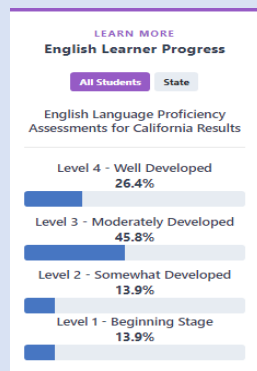 LEARN MORE
English Learner Progress
All Students State
English Language Proficiency
Assessments for California Results
Level 4 - Well Developed
26.4%
Level 3 - Moderately Developed
45.8%
Level 2 - Somewhat Developed
13.9%
Level 1 - Beginning Stage
13.9%